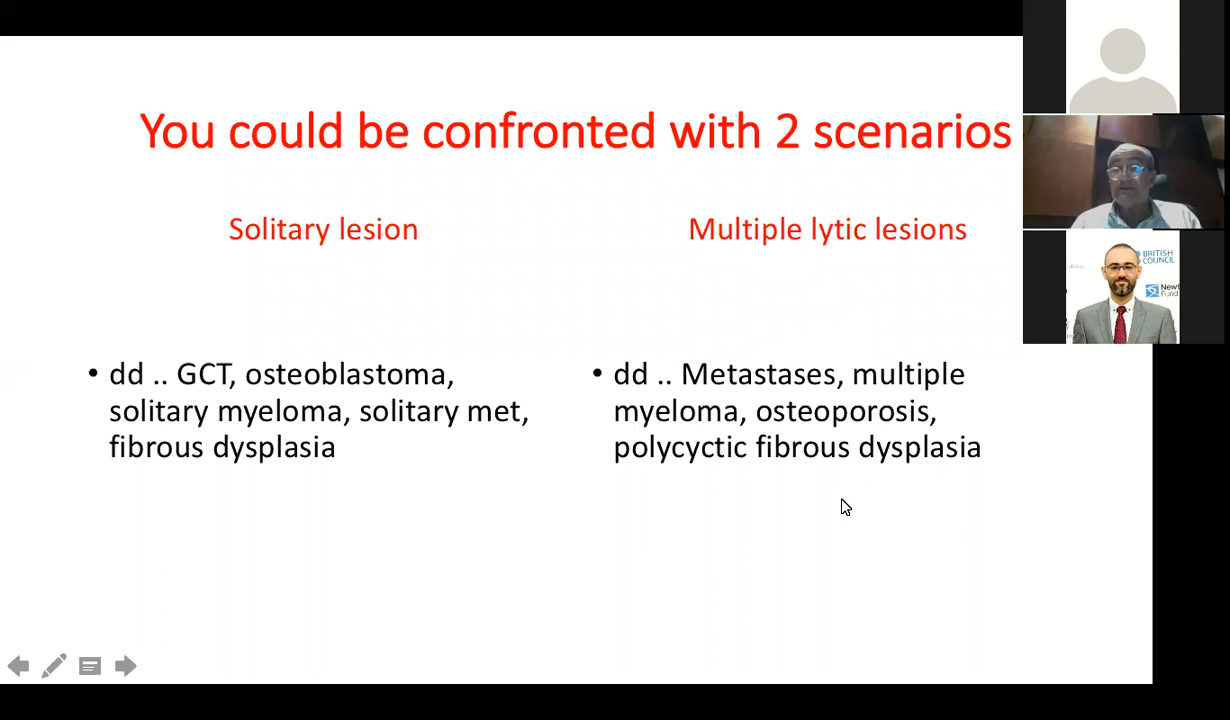 You could be confronted with 2 scenarios
Solitary lesion
• dd .. GCT, osteoblastoma,
solitary myeloma, solitary met,
fibrous dysplasia
Multiple lytic lesions
• dd .. Metastases, multiple
myeloma, osteoporosis,
polycyctic fibrous dysplasia
BRITISH
COUNCIL
Fund